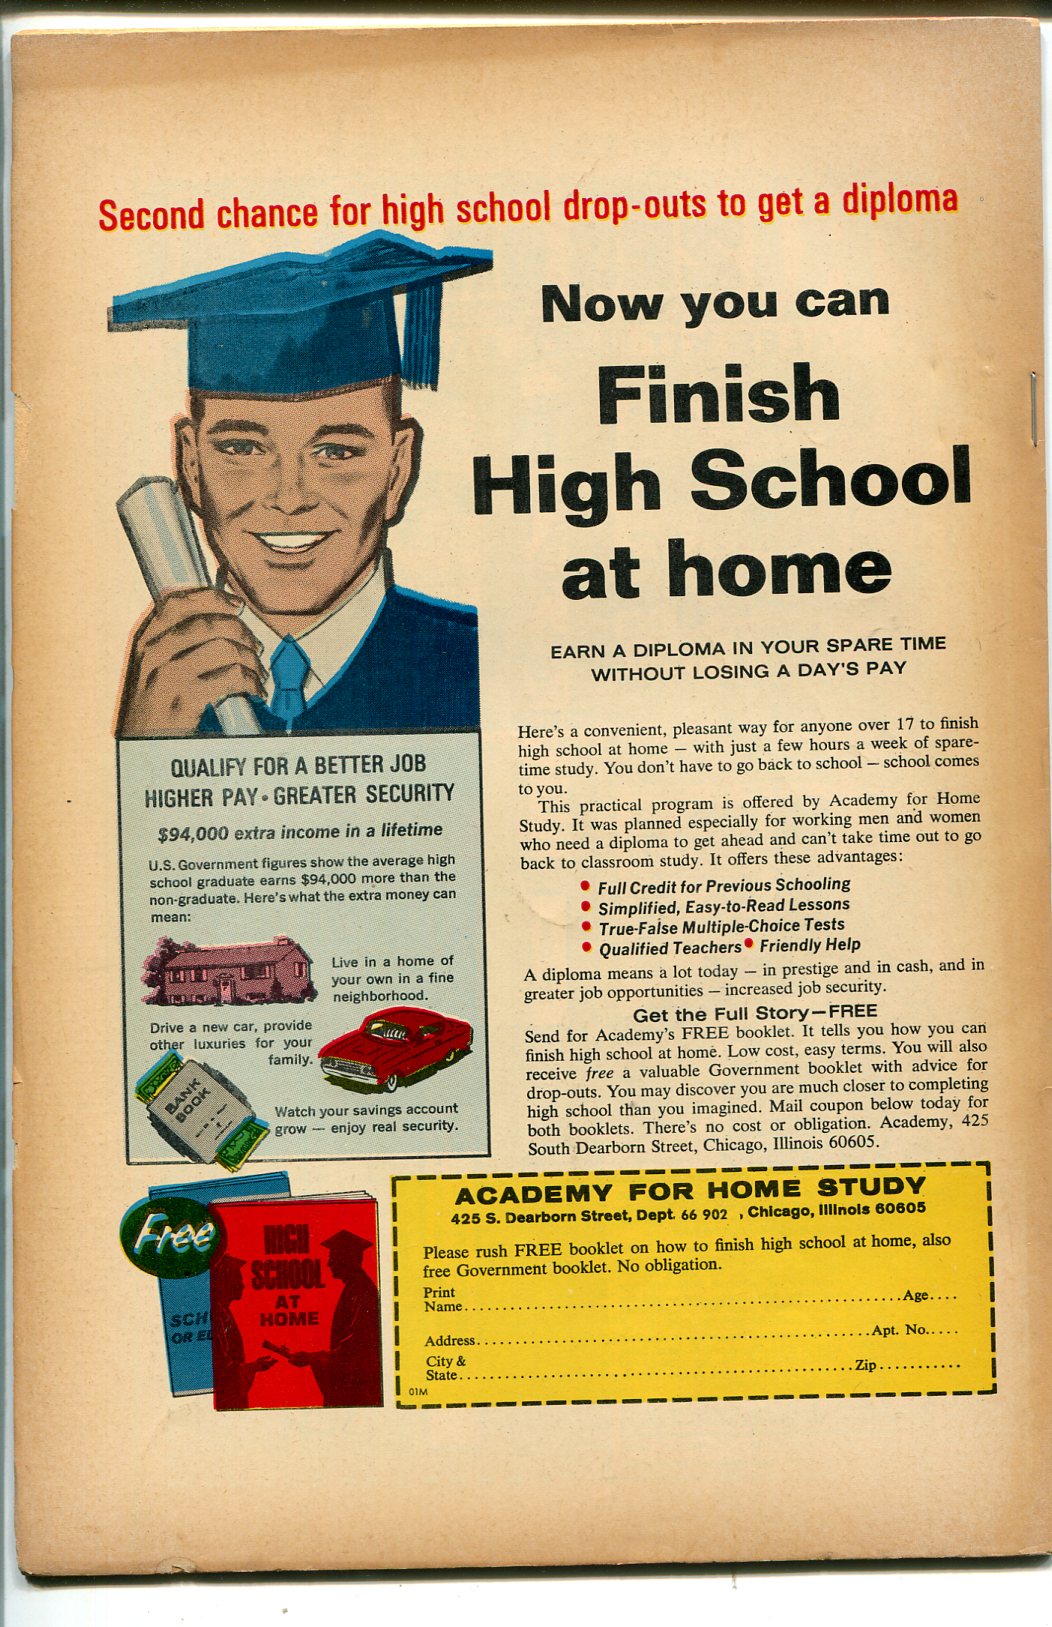 Second chance for high school drop-outs to get a diploma
Now you can
Finish
High School
at home
EARN A DIPLOMA IN YOUR SPARE TIME
WITHOUT LOSING A DAY'S PAY
Here's a convenient, pleasant way for anyone over 17 to finish
high school at home — with just a few hours a week of spare-
time study. You don't have to go back to school — school comes
to you.
This practical program is offered by Academy for Home
Study. It was planned especially for working men and women
who need a diploma to get ahead and can't take time out to go
back to classroom study. It offers these advantages:
• Full Credit for Previous Schooling
• Simplified, Easy-to-Read Lessons
• True-False Multiple-Choice Tests
• Qualified Teachers • Friendly Help
A diploma means a lot today — in prestige and in cash, and in
greater job opportunities — increased job security.
Get the Full Story—FREE
Send for Academy's FREE booklet. It tells you how you can
finish high school at home. Low cost, easy terms. You will also
receive free a valuable Government booklet with advice for
drop-outs. You may discover you are much closer to completing
high school than you imagined. Mail coupon below today for
both booklets. There's no cost or obligation. Academy, 425
South Dearborn Street, Chicago, Illinois 60605.
QUALIFY FOR A BETTER JOB
HIGHER PAY • GREATER SECURITY
$94,000 extra income in a lifetime
U.S. Government figures show the average high
school graduate earns $94,000 more than the
non-graduate. Here's what the extra money can
mean:
Live in a home of
your own in a fine
neighborhood.
Drive a new car, provide
other luxuries for your
family.
BANK
BOOK
Watch your savings account
grow — enjoy real security.
Free
SCH
OR E
HIGH
SCHOOL
AT
HOME
ACADEMY FOR HOME STUDY
425 S. Dearborn Street, Dept. 66 902 , Chicago, Illinois 60605
Please rush FREE booklet on how to finish high school at home, also
free Government booklet. No obligation.
Print
Name.......... Age....
Address.......... Apt. No.....
City &
State.......... Zip..........
01M